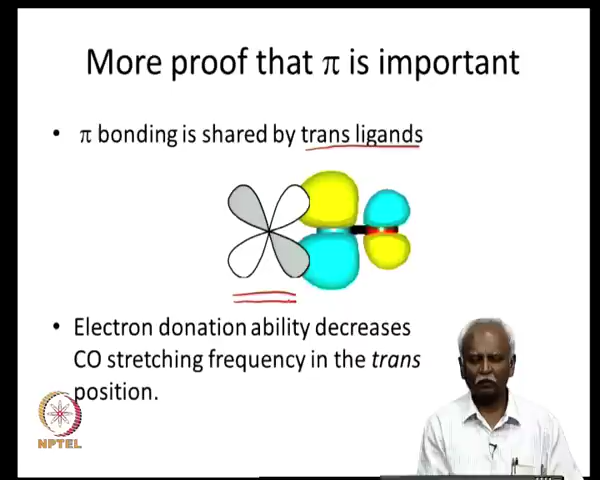 More proof that π is important
• π bonding is shared by trans ligands
• Electron donation ability decreases
CO stretching frequency in the trans
position.
NPTEL